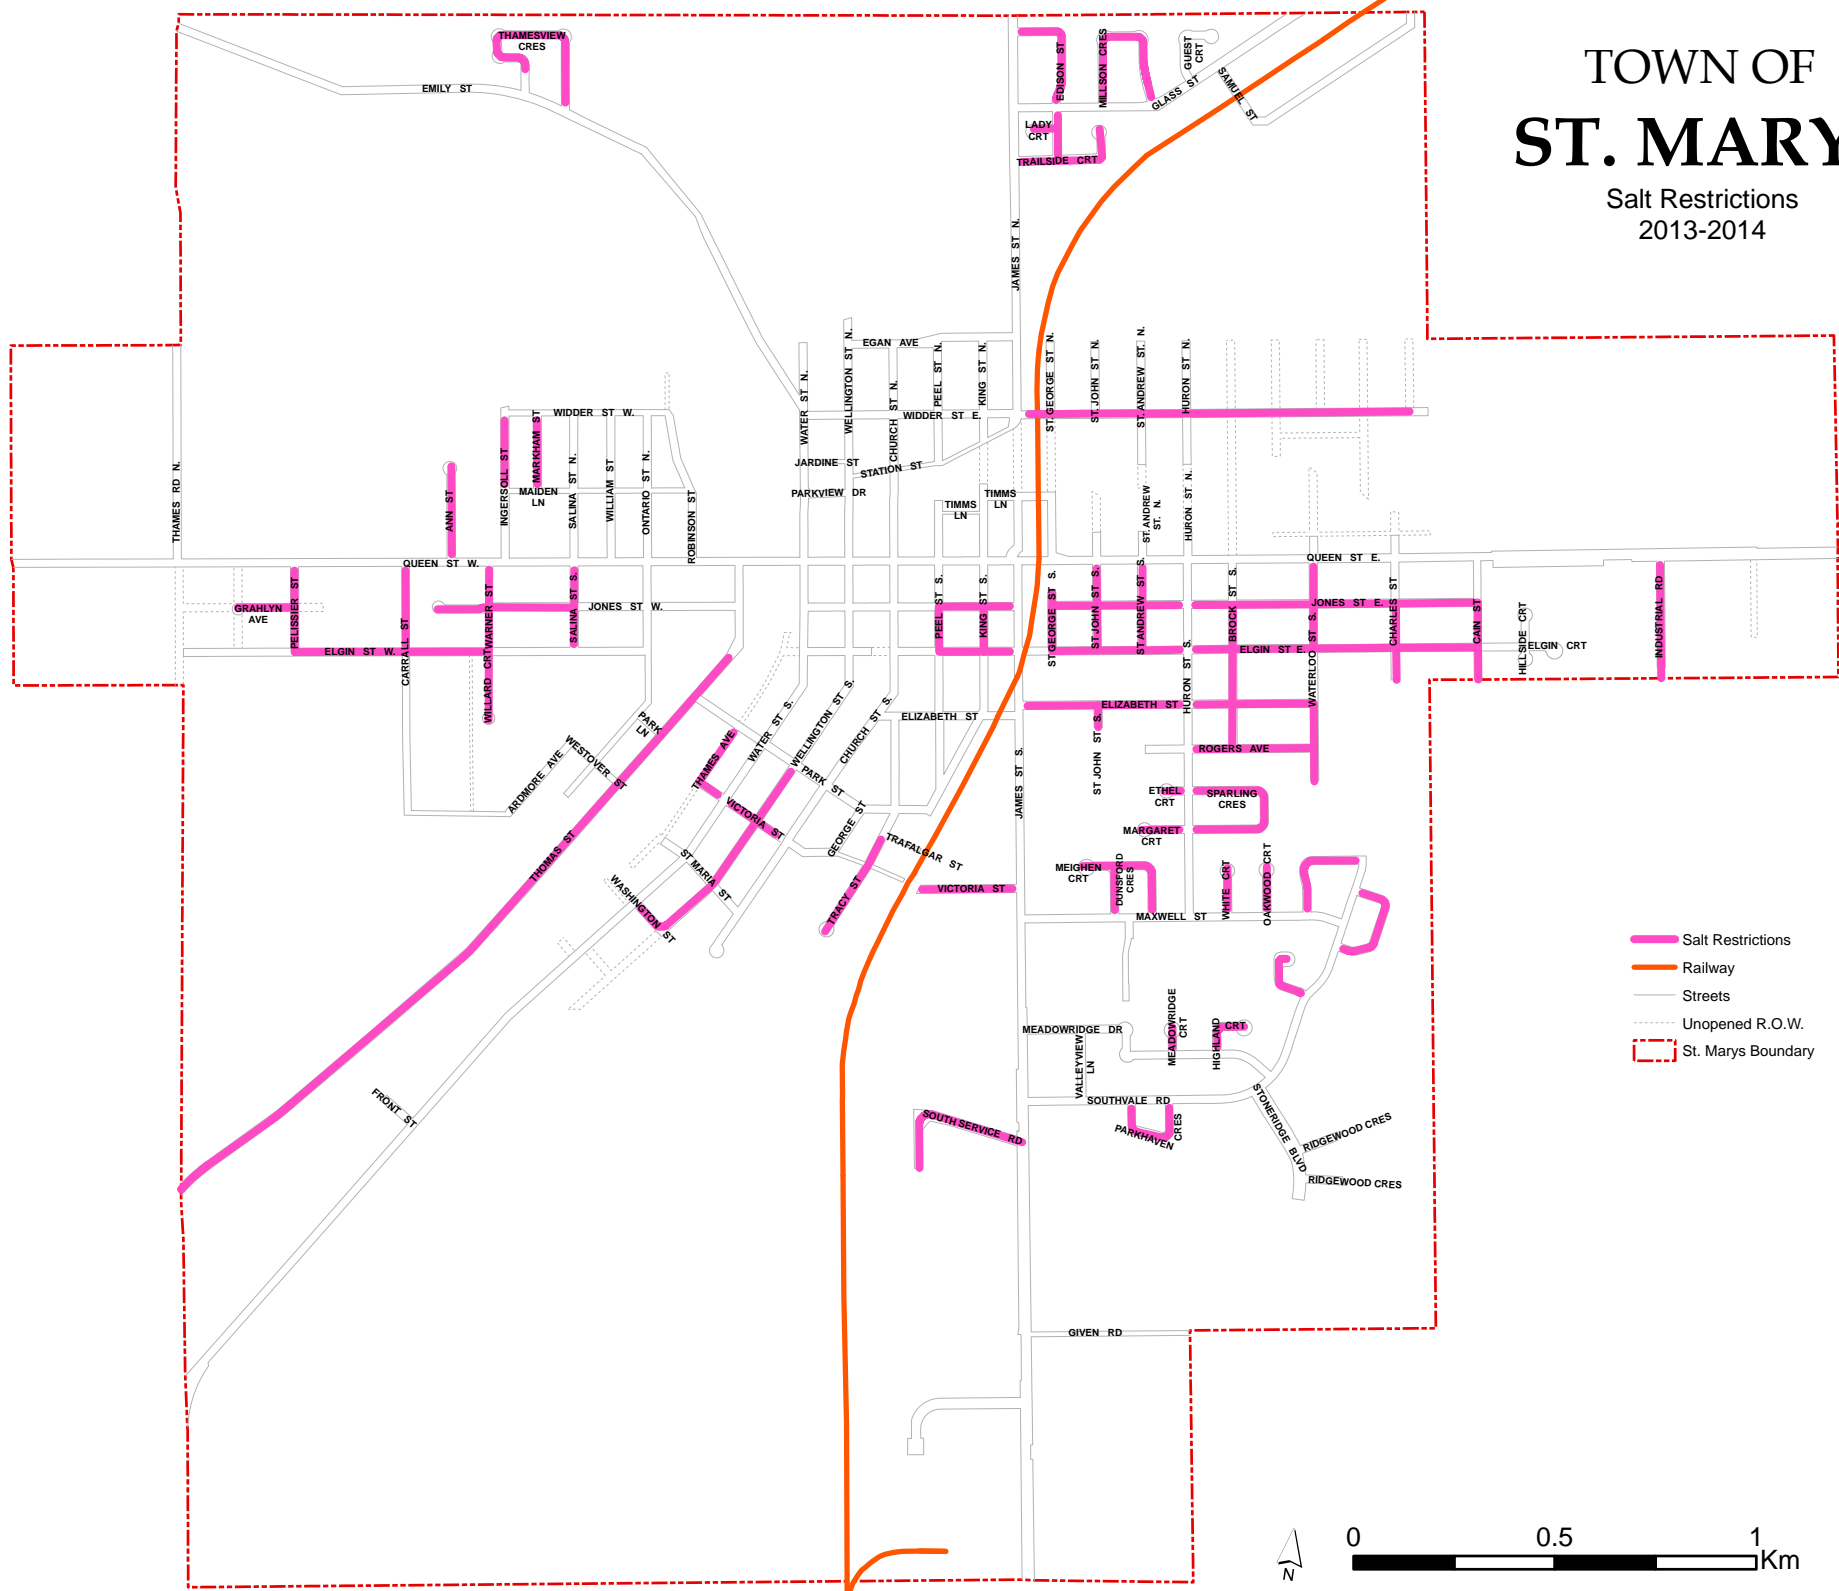 TOWN OF
ST. MARY
Salt Restrictions
2013-2014
THAMESVIEW
CRES
EMILY ST
EDISON ST
MILLSON CRES
GUEST
CRT
GLASS ST
SAMUEL ST
LADY
CRT
TRAILSIDE CRT
JAMES ST N.
EGAN AVE
WATER ST N.
WELLINGTON ST N.
CHURCH ST N.
PEEL ST N.
KING ST N.
ST. GEORGE ST N.
ST. JOHN ST N.
ST. ANDREW ST. N.
HURON ST N.
WIDDER ST W.
WIDDER ST E.
THAMES RD N.
ANN ST
INGERSOLL ST
MARKHAM ST
MAIDEN
LN
SALINA ST N.
WILLIAM ST
ONTARIO ST N.
ROBINSON ST
JARDINE ST
STATION ST
PARKVIEW DR
TIMMS
LN
TIMMS
LN
ST. ANDREW
ST. N.
HURON ST N.
QUEEN ST W.
QUEEN ST E.
GRAHLYN
AVE
PELISSIER ST
CARRALL ST
WARNER ST
SALINA ST S.
JONES ST W.
ELGIN ST W.
WILLARD CRT
PEEL ST S.
KING ST S.
ST GEORGE ST S.
ST JOHN ST S.
ST ANDREW ST S.
HURON ST S.
BROCK ST S.
WATERLOO ST S.
JONES ST E.
CHARLES ST
CAIN ST
ELGIN ST E.
HILLSIDE CRT
ELGIN CRT
INDUSTRIAL RD
PARK
LN
WESTOVER ST
ARDMORE AVE
THOMAS ST
THAMES AVE
WATER ST S.
WELLINGTON ST S.
CHURCH ST S.
ELIZABETH ST
ELIZABETH ST
PARK ST
VICTORIA ST
GEORGE ST
TRAFALGAR ST
ST MARIA ST
WASHINGTON ST
TRACY ST
VICTORIA ST
JAMES ST S.
ST JOHN ST S.
ROGERS AVE
ETHEL
CRT
SPARLING
CRES
MARGARET
CRT
MEIGHEN
CRT
DUNSFORD
CRES
WHITE CRT
OAKWOOD CRT
MAXWELL ST
MEADOWRIDGE DR
MEADOWRIDGE
CRT
HIGHLAND CRT
VALLEYVIEW
LN
SOUTHVALE RD
PARKHAVEN
CRES
STONERIDGE BLVD
RIDGEWOOD CRES
RIDGEWOOD CRES
SOUTH SERVICE RD
FRONT ST
GIVEN RD
Salt Restrictions
Railway
Streets
Unopened R.O.W.
St. Marys Boundary
N
0 0.5 1
Km